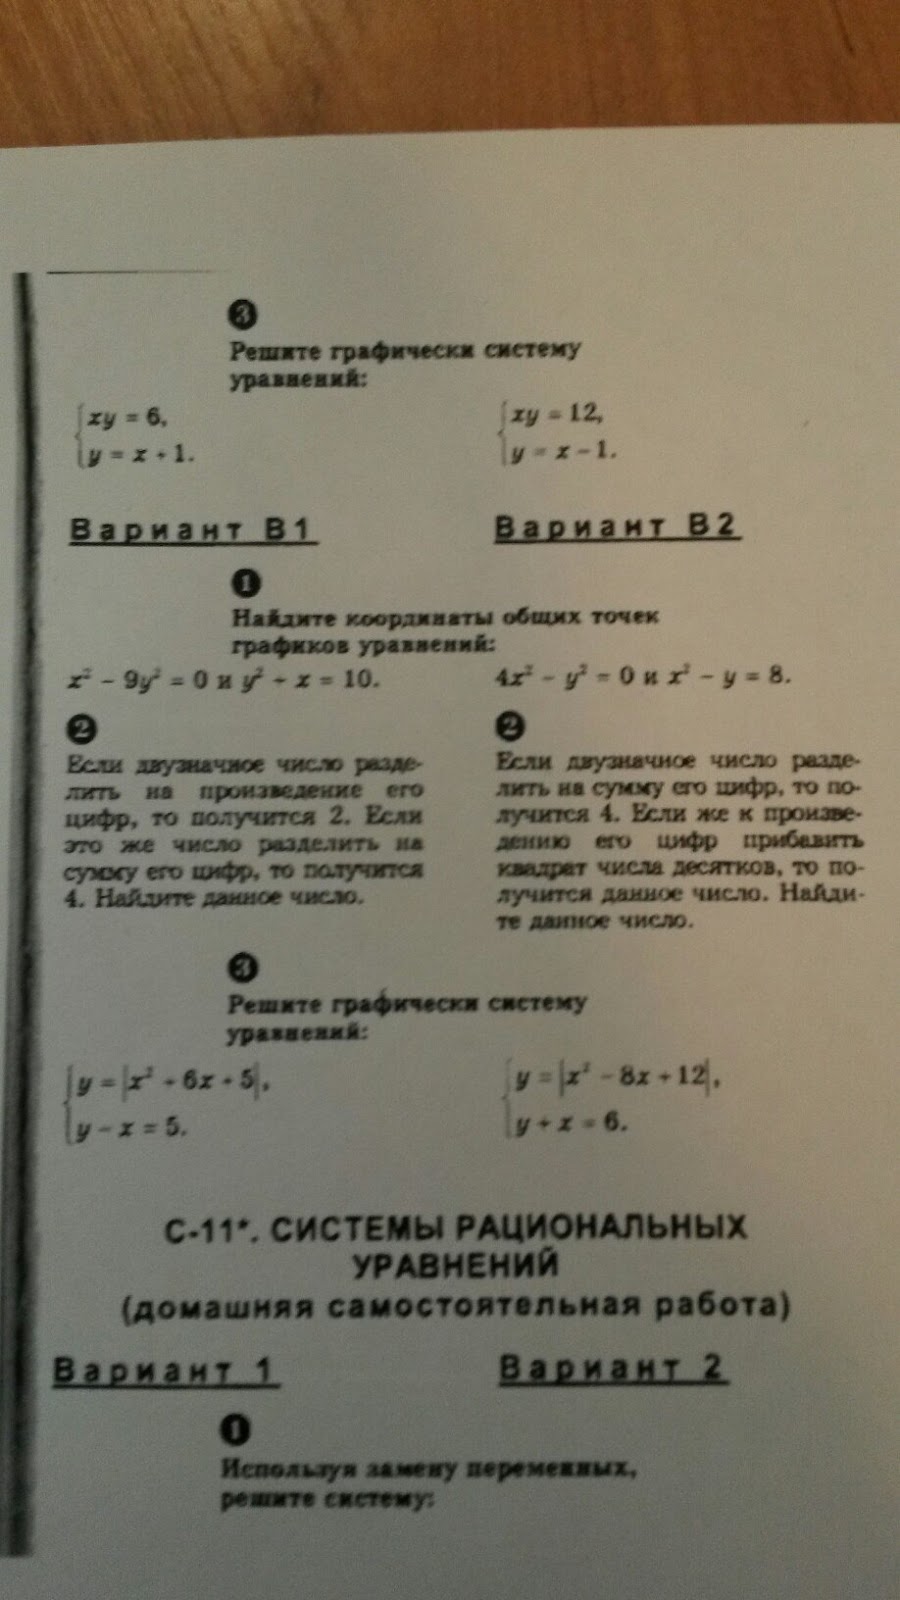 3
Решите графически систему
уравнений:
xy = 6,
y = x + 1.
xy = 12,
y = x – 1.
Вариант В1
Вариант В2
1
Найдите координаты общих точек
графиков уравнений:
x² – 9y² = 0 и y² + x = 10.
4x² – y² = 0 и x² – y = 8.
2
Если двузначное число разде-
лить на произведение его
цифр, то получится 2. Если
это же число разделить на
сумму его цифр, то получится
4. Найдите данное число.
2
Если двузначное число разде-
лить на сумму его цифр, то по-
лучится 4. Если же к произве-
дению его цифр прибавить
квадрат числа десятков, то по-
лучится данное число. Найди-
те данное число.
3
Решите графически систему
уравнений:
y = |x² + 6x + 5|,
y – x = 5.
y = |x² – 8x + 12|,
y + x = 6.
С-11*. СИСТЕМЫ РАЦИОНАЛЬНЫХ
УРАВНЕНИЙ
(домашняя самостоятельная работа)
Вариант 1
Вариант 2
1
Используя замену переменных,
решите систему: